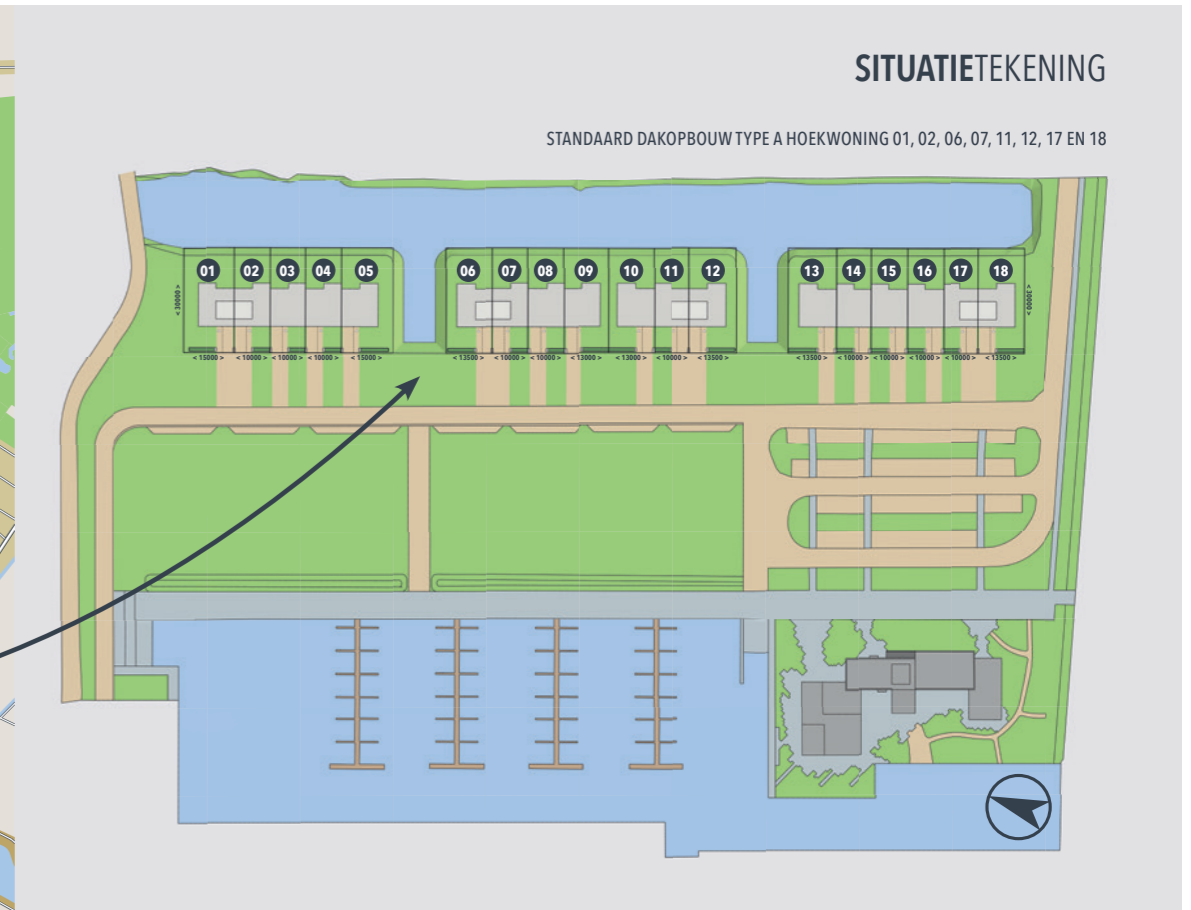 SITUATIETEKENING
STANDAARD DAKOPBOUW TYPE A HOEKWONING 01, 02, 06, 07, 11, 12, 17 EN 18
01 02 03 04 05 06 07 08 09 10 11 12 13 14 15 16 17 18
< 30000 > < 30000 >
< 15000 > < 10000 > < 10000 > < 10000 > < 15000 > < 13500 > < 10000 > < 10000 > < 13000 > < 13000 > < 10000 > < 13500 > < 13500 > < 10000 > < 10000 > < 10000 > < 10000 > < 13500 >